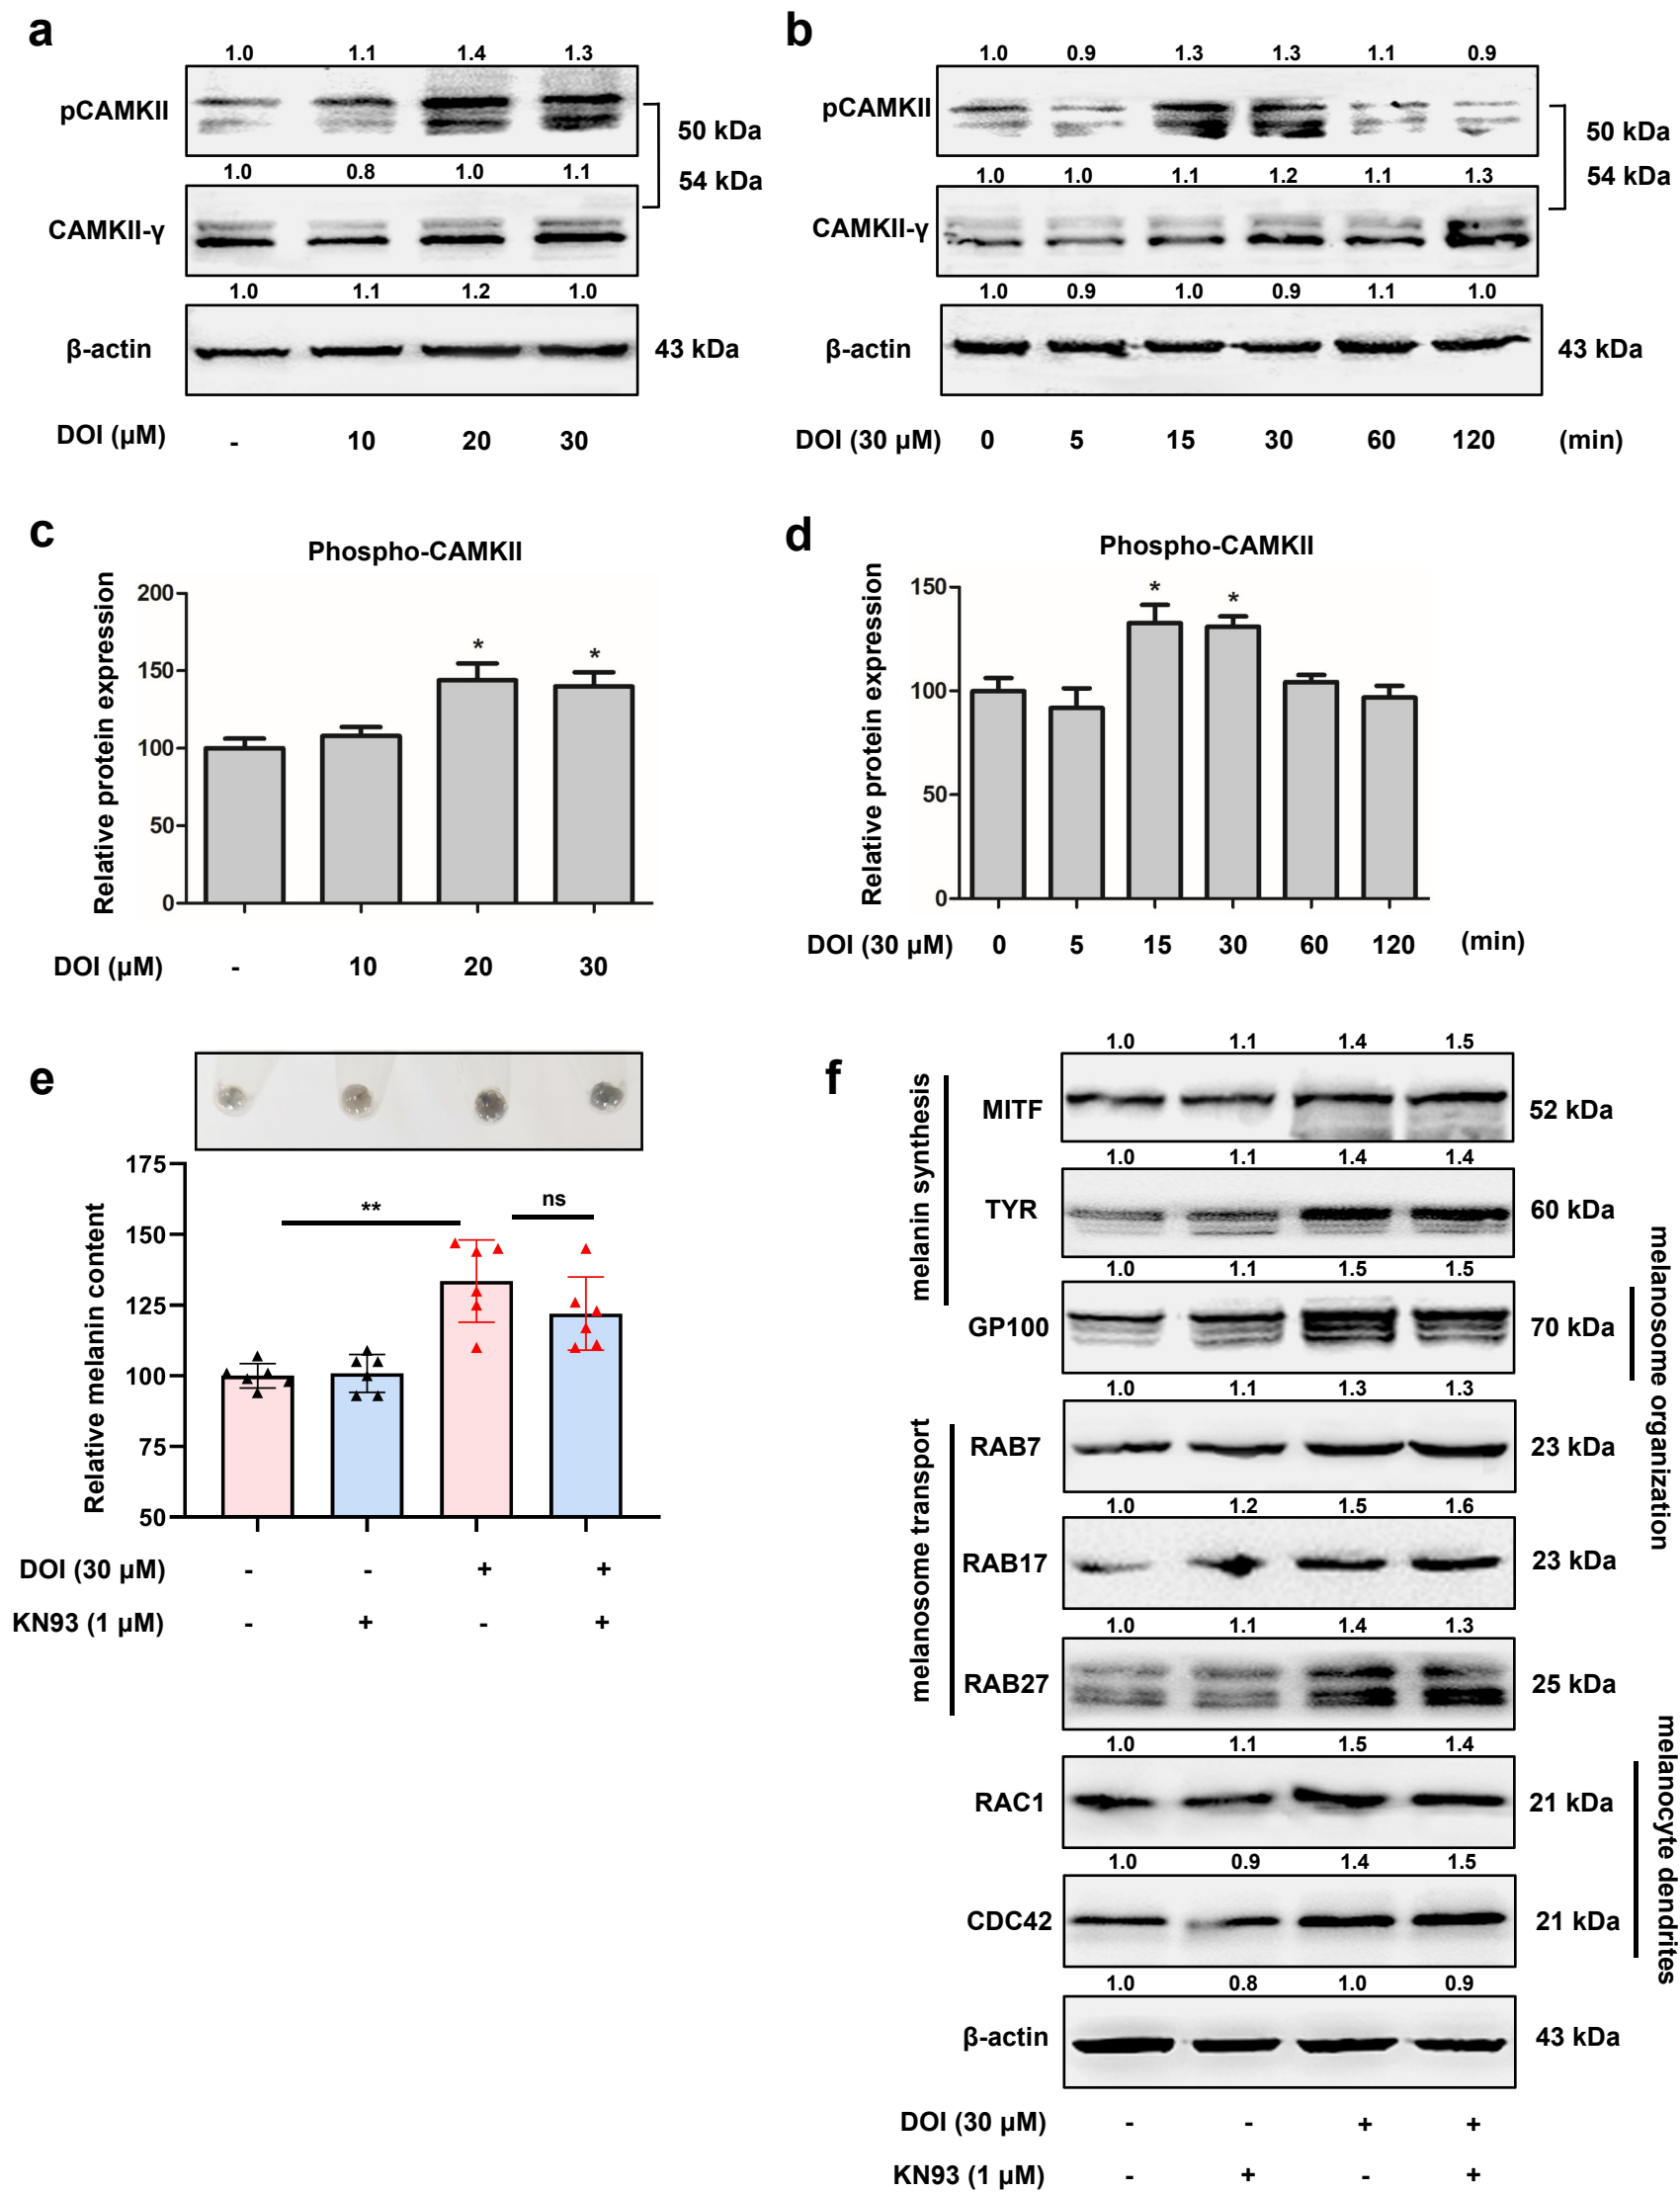 a
1.0 1.1 1.4 1.3
pCAMKII
50 kDa
1.0 0.8 1.0 1.1
54 kDa
CAMKII-γ
1.0 1.1 1.2 1.0
β-actin
43 kDa
DOI (μM) - 10 20 30
b
1.0 0.9 1.3 1.3 1.1 0.9
pCAMKII
50 kDa
1.0 1.0 1.1 1.2 1.1 1.3
54 kDa
CAMKII-γ
1.0 0.9 1.0 0.9 1.1 1.0
β-actin
43 kDa
DOI (30 μM) 0 5 15 30 60 120 (min)
c
Phospho-CAMKII
Relative protein expression
200
150
100
50
0
* *
DOI (μM) - 10 20 30
d
Phospho-CAMKII
Relative protein expression
150
100
50
0
* *
DOI (30 μM) 0 5 15 30 60 120 (min)
e
Relative melanin content
175
150
125
100
75
50
** ns
DOI (30 μM) - - + +
KN93 (1 μM) - + - +
f
melanin synthesis
melanosome organization
melanosome transport
melanocyte dendrites
1.0 1.1 1.4 1.5
MITF 52 kDa
1.0 1.1 1.4 1.4
TYR 60 kDa
1.0 1.1 1.5 1.5
GP100 70 kDa
1.0 1.1 1.3 1.3
RAB7 23 kDa
1.0 1.2 1.5 1.6
RAB17 23 kDa
1.0 1.1 1.4 1.3
RAB27 25 kDa
1.0 1.1 1.5 1.4
RAC1 21 kDa
1.0 0.9 1.4 1.5
CDC42 21 kDa
1.0 0.8 1.0 0.9
β-actin 43 kDa
DOI (30 μM) - - + +
KN93 (1 μM) - + - +